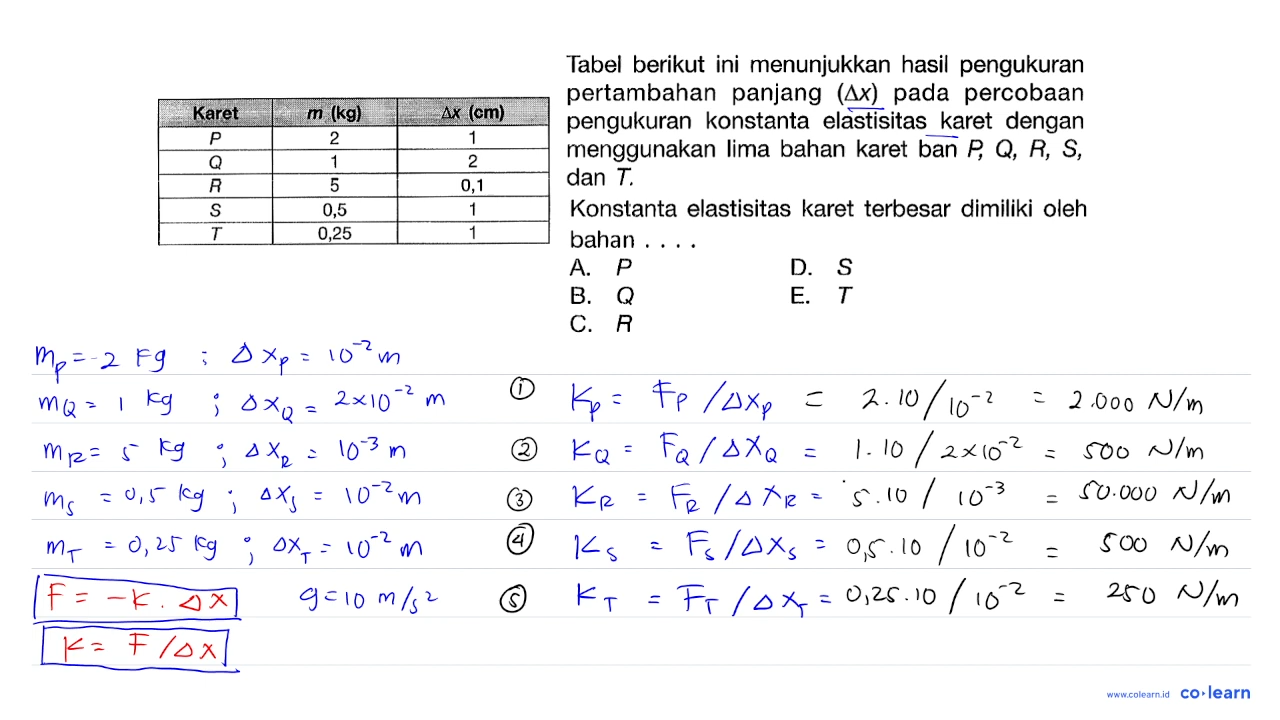 Tabel berikut ini menunjukkan hasil pengukuran
pertambahan panjang (Δx) pada percobaan
pengukuran konstanta elastisitas karet dengan
menggunakan lima bahan karet ban P, Q, R, S,
dan T.
Konstanta elastisitas karet terbesar dimiliki oleh
bahan . . . .
A. P D. S
B. Q E. T
C. R
Karet m (kg) Δx (cm)
P 2 1
Q 1 2
R 5 0,1
S 0,5 1
T 0,25 1
m_P = 2 kg ; Δx_P = 10^-2 m
m_Q = 1 kg ; Δx_Q = 2x10^-2 m
m_R = 5 kg ; Δx_R = 10^-3 m
m_S = 0,5 kg ; Δx_S = 10^-2 m
m_T = 0,25 kg ; Δx_T = 10^-2 m
F = -K . Δx g = 10 m/s²
K = F / Δx
① K_P = F_P / Δx_P = 2.10 / 10^-2 = 2.000 N/m
② K_Q = F_Q / Δx_Q = 1.10 / 2x10^-2 = 500 N/m
③ K_R = F_R / Δx_R = 5.10 / 10^-3 = 50.000 N/m
④ K_S = F_S / Δx_S = 0,5.10 / 10^-2 = 500 N/m
⑤ K_T = F_T / Δx_T = 0,25.10 / 10^-2 = 250 N/m
www.colearn.id co·learn